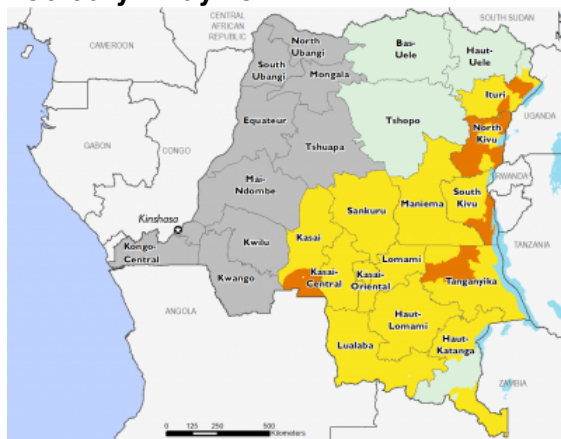 CENTRAL
AFRICAN
REPUBLIC
SOUTH SUDAN
CAMEROON
North
Ubangi
Bas-
Uele
Haut-
Uele
South
Ubangi
Mongala
Ituri
UGANDA
Equateur
Tshopo
North
Kivu
GABON
CONGO
Tshuapa
RWANDA
Mai-
Ndombe
South
Kivu
Maniema
Sankuru
Kinshasa
Kasai
Kwilu
Kongo-
Central
TANZANIA
Lomami
Kasai-
Central
Kasai-
Oriental
Tanganyika
Kwango
ANGOLA
Haut-
Lomami
Haut-
Katanga
Lualaba
ZAMBIA
0 125 250 500
Kilometers